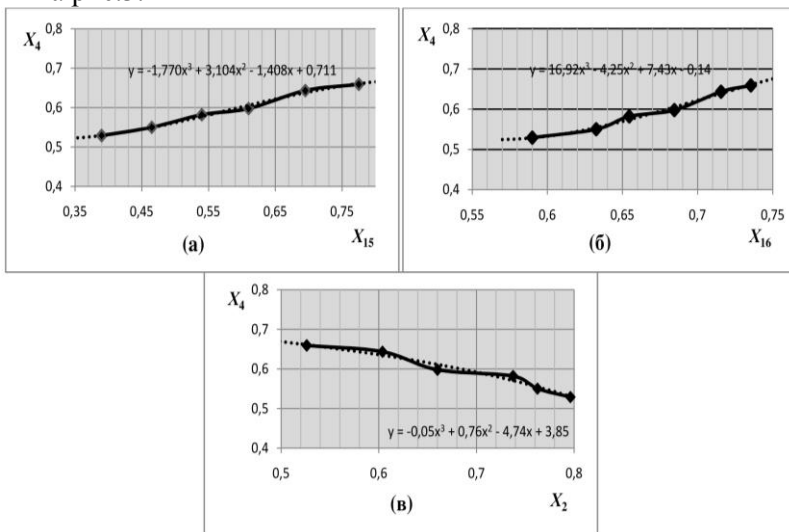 X₄
0,8
0,7
0,6
0,5
0,4
y = -1,770x³ + 3,104x² - 1,408x + 0,711
0,35 0,45 0,55 0,65 0,75
(а) X₁₅
X₄
0,8
0,7
0,6
0,5
0,4
y = 16,92x³ - 4,25x² + 7,43x - 0,14
0,55 0,6 0,65 0,7 0,75
(б) X₁₆
X₄
0,8
0,7
0,6
0,5
0,4
y = -0,05x³ + 0,76x² - 4,74x + 3,85
0,5 0,6 0,7 0,8
(в) X₂